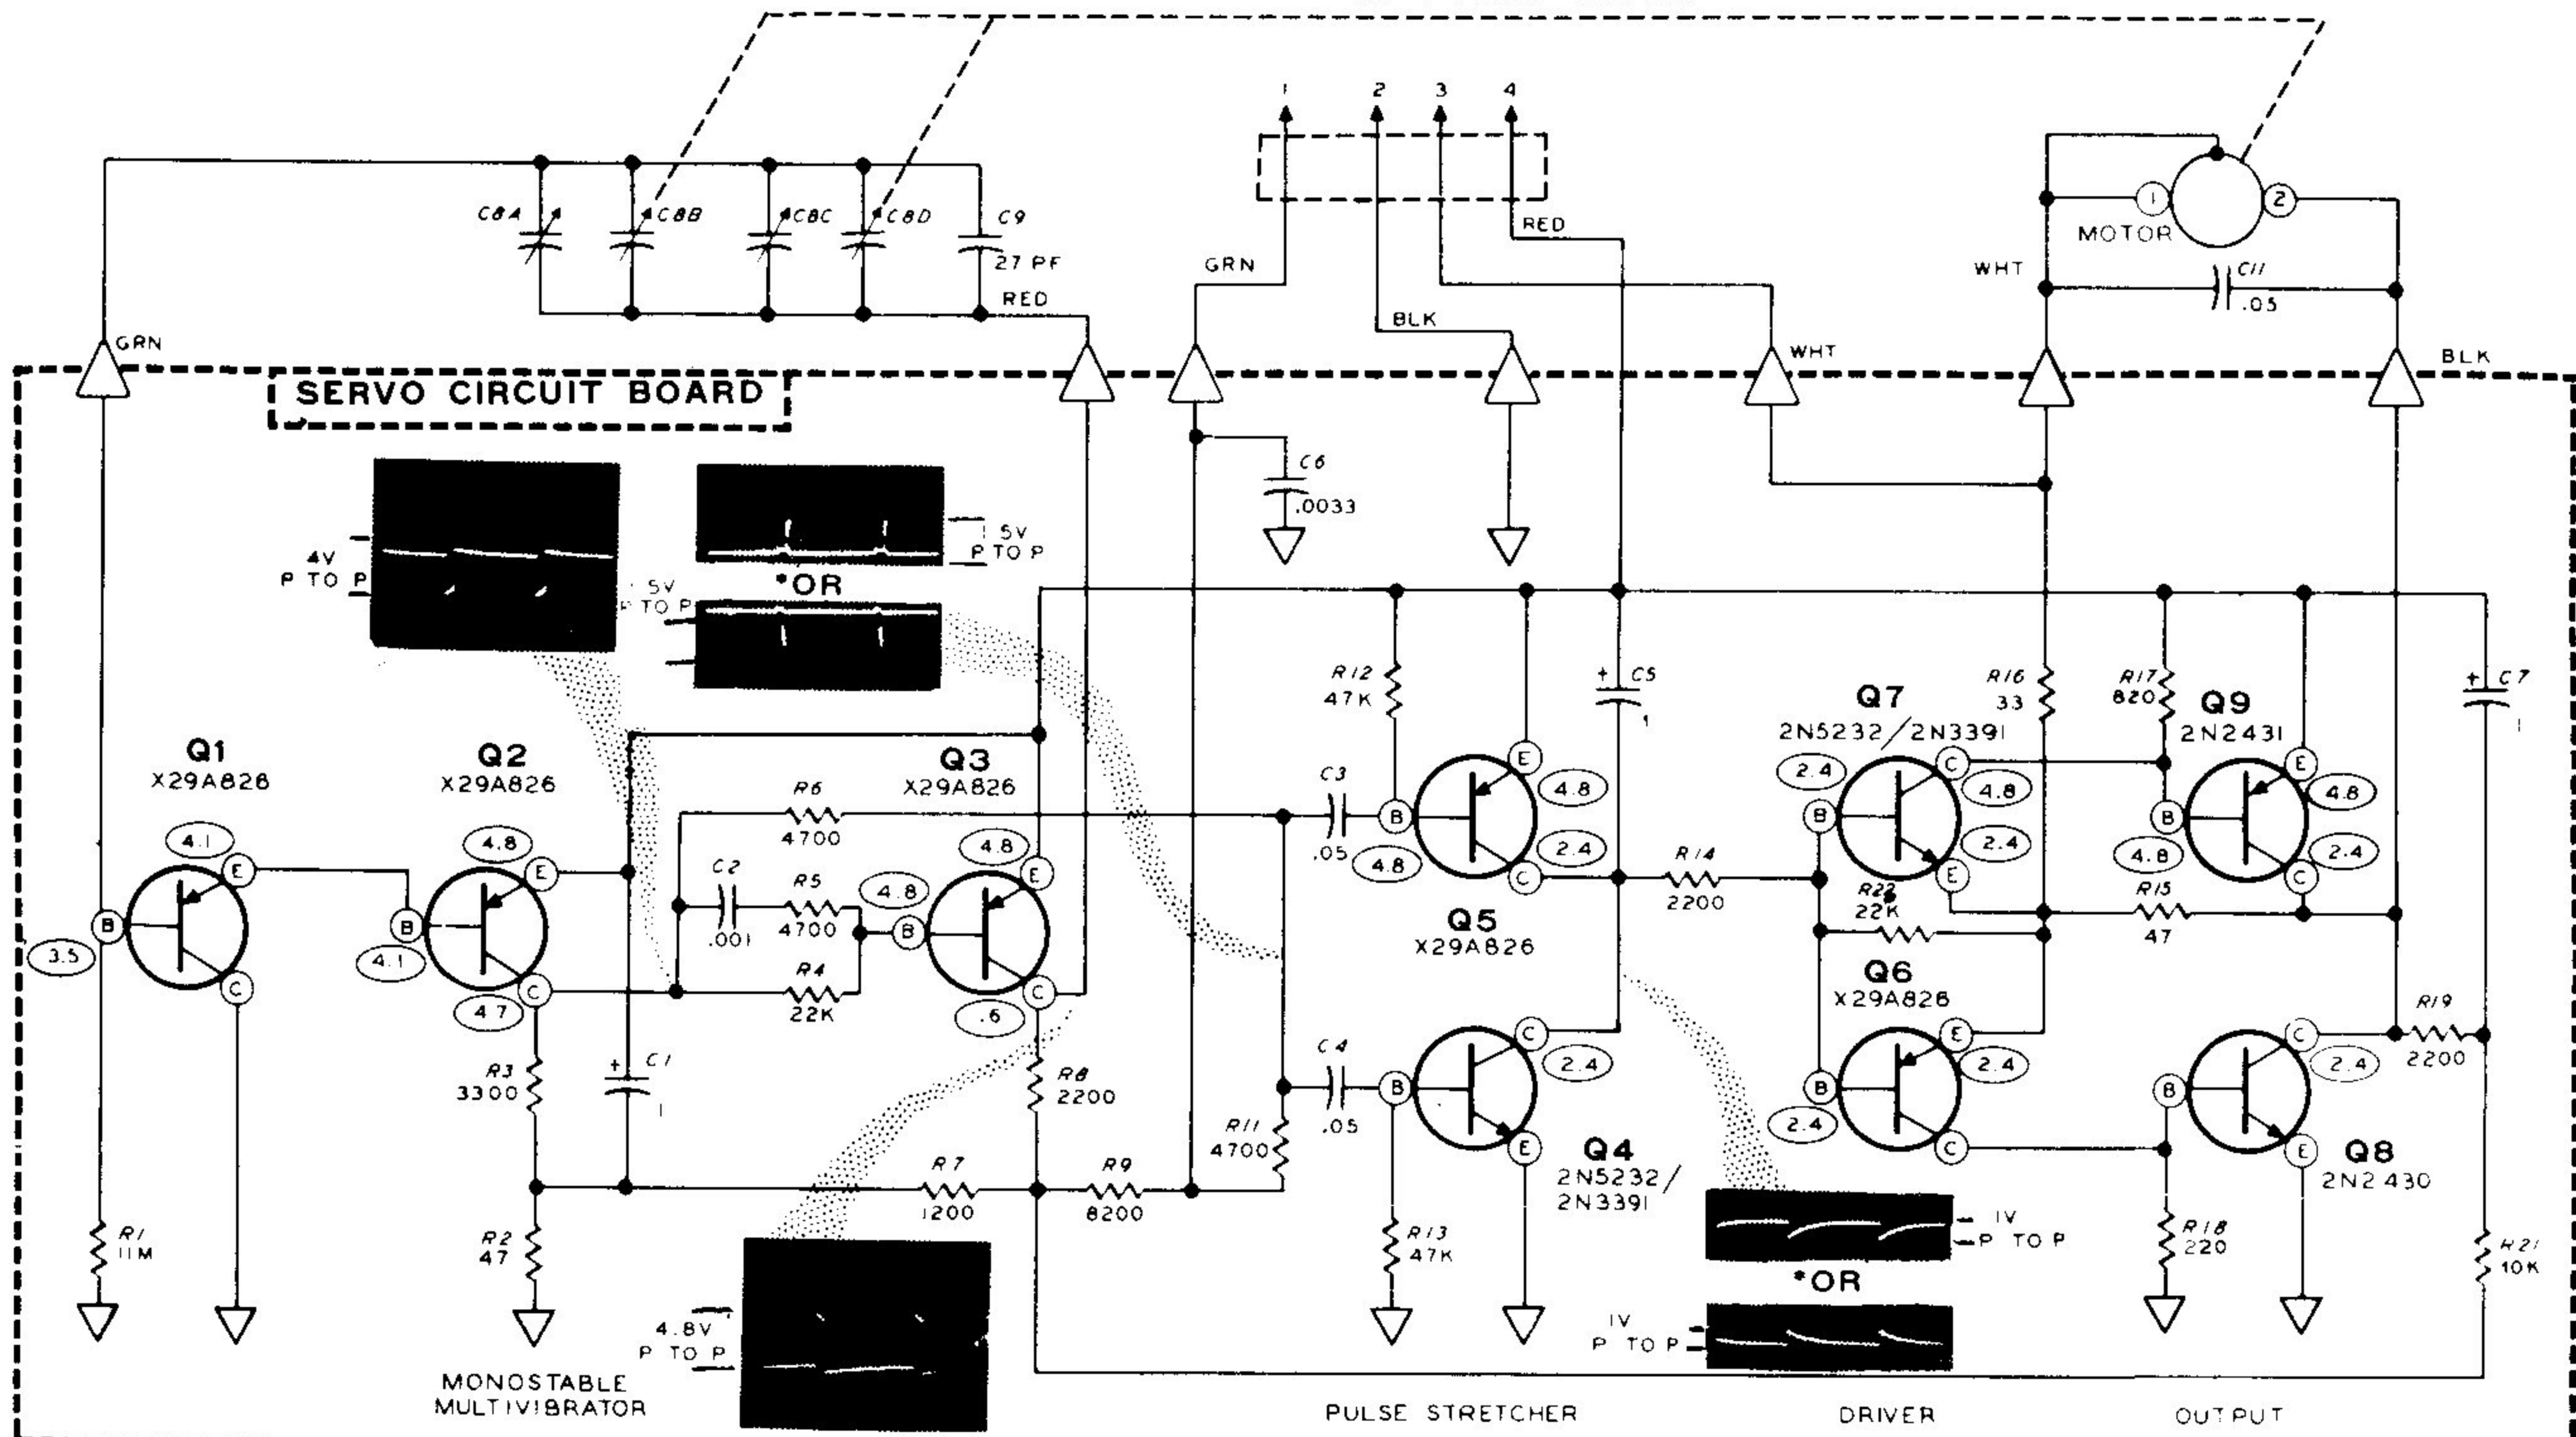 1
2
3
4
C8A
C8B
C8C
C8D
C9
27 PF
RED
GRN
GRN
BLK
RED
WHT
WHT
1
2
MOTOR
C11
.05
BLK
SERVO CIRCUIT BOARD
4V
P TO P
5V
P TO P
*OR
5V
P TO P
C6
.0033
Q1
X29A826
4.1
E
B
3.5
C
R1
11M
Q2
X29A826
4.8
E
B
4.1
C
4.7
R3
3300
C1
1
R2
47
R6
4700
C2
.001
R5
4700
R4
22K
Q3
X29A826
4.8
E
4.8
B
C
.6
R8
2200
R7
1200
R9
8200
4.8V
P TO P
MONOSTABLE
MULTIVIBRATOR
R12
47K
C3
.05
B
4.8
E
4.8
2.4
C
Q5
X29A826
C5
+
1
C4
.05
B
C
2.4
E
R11
4700
R13
47K
Q4
2N5232/
2N3391
PULSE STRETCHER
R14
2200
Q7
2N5232/2N3391
2.4
B
C
4.8
2.4
E
R22
22K
Q6
X29A826
B
2.4
E
2.4
C
1V
P TO P
*OR
1V
P TO P
DRIVER
R16
33
R17
820
Q9
2N2431
E
4.8
B
4.8
2.4
C
R15
47
+
C7
1
R19
2200
B
C
2.4
E
Q8
2N2430
R18
220
R21
10K
OUTPUT